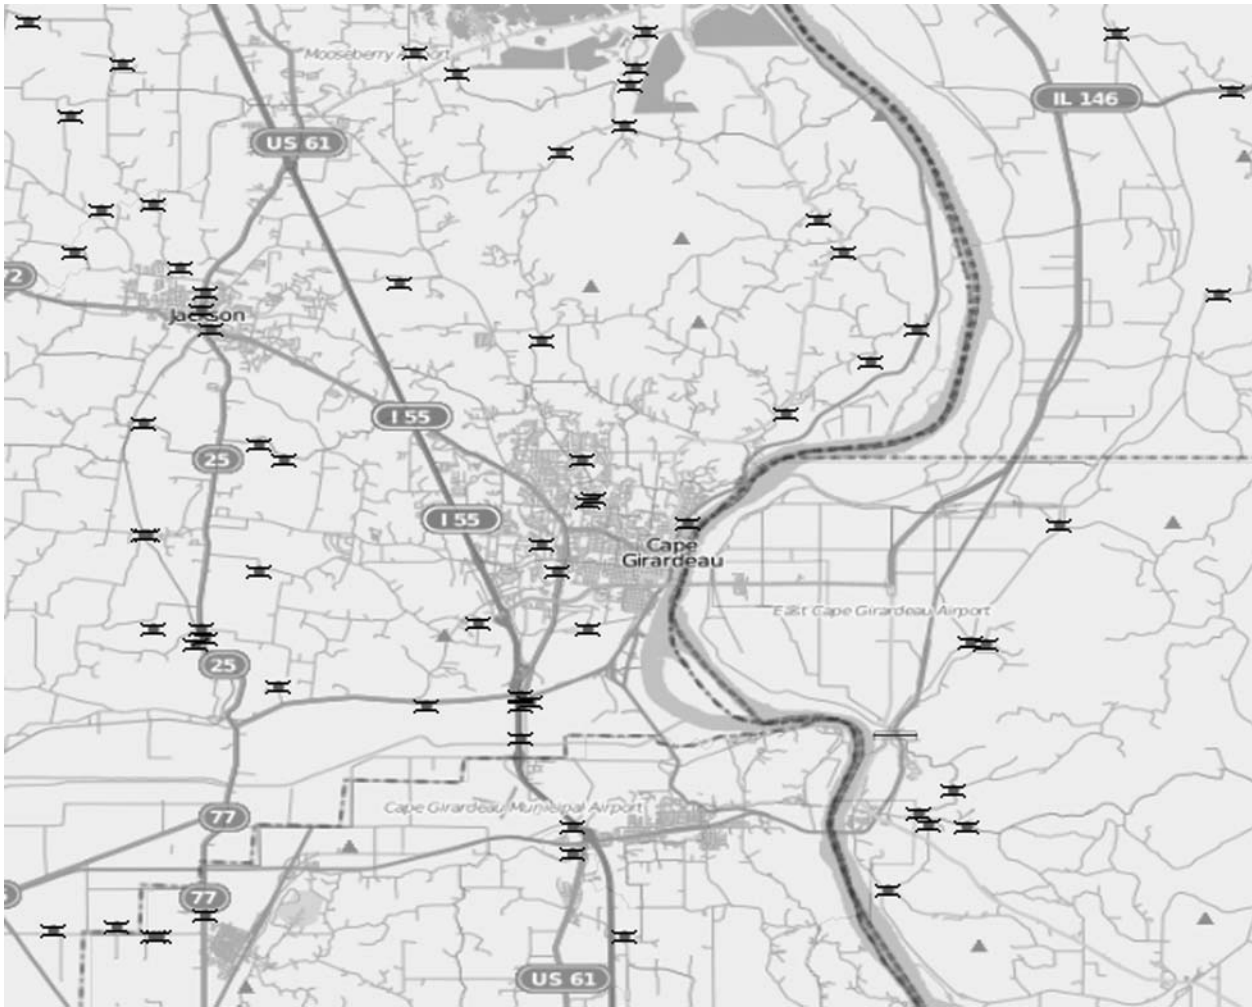 Mooseberry Airport
IL 146
US 61
72
Jackson
I 55
25
I 55
Cape
Girardeau
East Cape Girardeau Airport
25
Cape Girardeau Municipal Airport
77
77
US 61